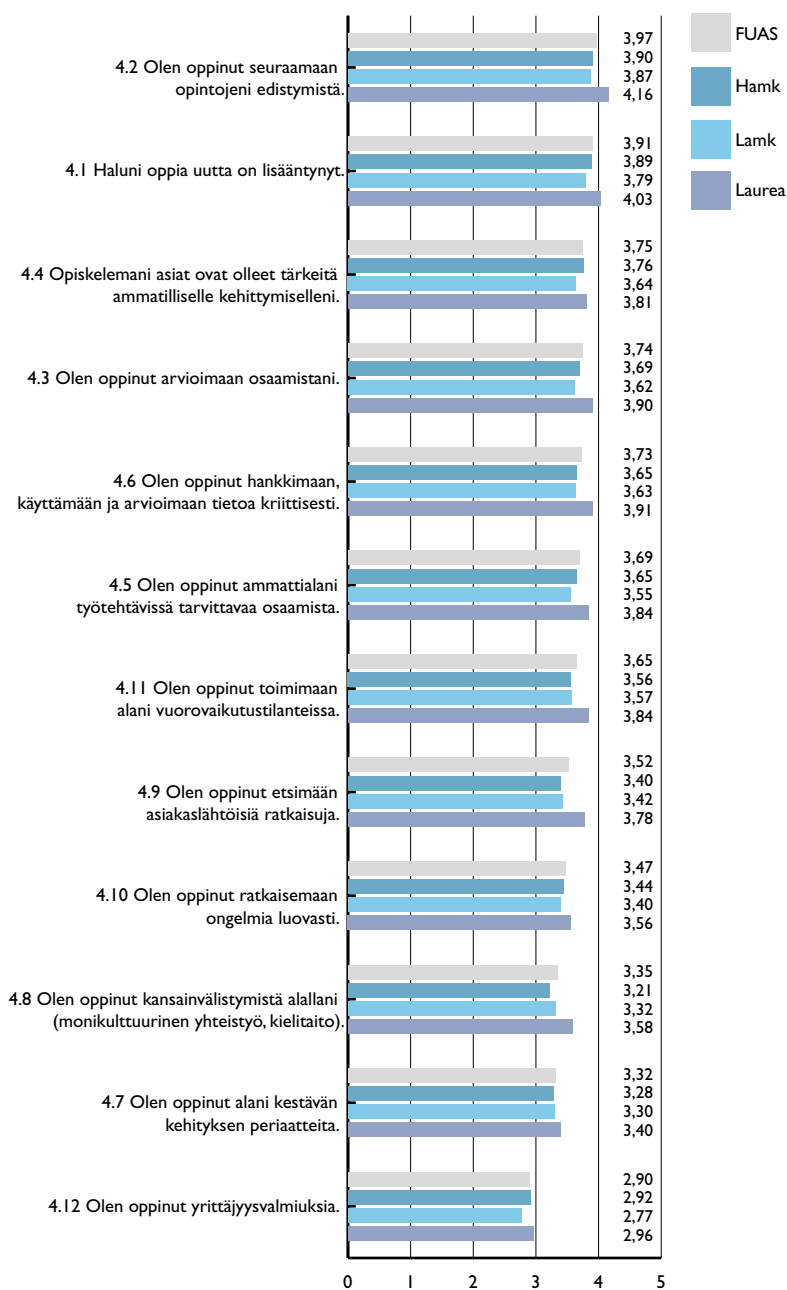 FUAS
Hamk
Lamk
Laurea
4.2 Olen oppinut seuraamaan
opintojeni edistymistä.
3,97
3,90
3,87
4,16
4.1 Haluni oppia uutta on lisääntynyt.
3,91
3,89
3,79
4,03
4.4 Opiskelemani asiat ovat olleet tärkeitä
ammatilliselle kehittymiselleni.
3,75
3,76
3,64
3,81
4.3 Olen oppinut arvioimaan osaamistani.
3,74
3,69
3,62
3,90
4.6 Olen oppinut hankkimaan,
käyttämään ja arvioimaan tietoa kriittisesti.
3,73
3,65
3,63
3,91
4.5 Olen oppinut ammattialani
työtehtävissä tarvittavaa osaamista.
3,69
3,65
3,55
3,84
4.11 Olen oppinut toimimaan
alani vuorovaikutustilanteissa.
3,65
3,56
3,57
3,84
4.9 Olen oppinut etsimään
asiakaslähtöisiä ratkaisuja.
3,52
3,40
3,42
3,78
4.10 Olen oppinut ratkaisemaan
ongelmia luovasti.
3,47
3,44
3,40
3,56
4.8 Olen oppinut kansainvälistymistä alallani
(monikulttuurinen yhteistyö, kielitaito).
3,35
3,21
3,32
3,58
4.7 Olen oppinut alani kestävän
kehityksen periaatteita.
3,32
3,28
3,30
3,40
4.12 Olen oppinut yrittäjyysvalmiuksia.
2,90
2,92
2,77
2,96
0 1 2 3 4 5